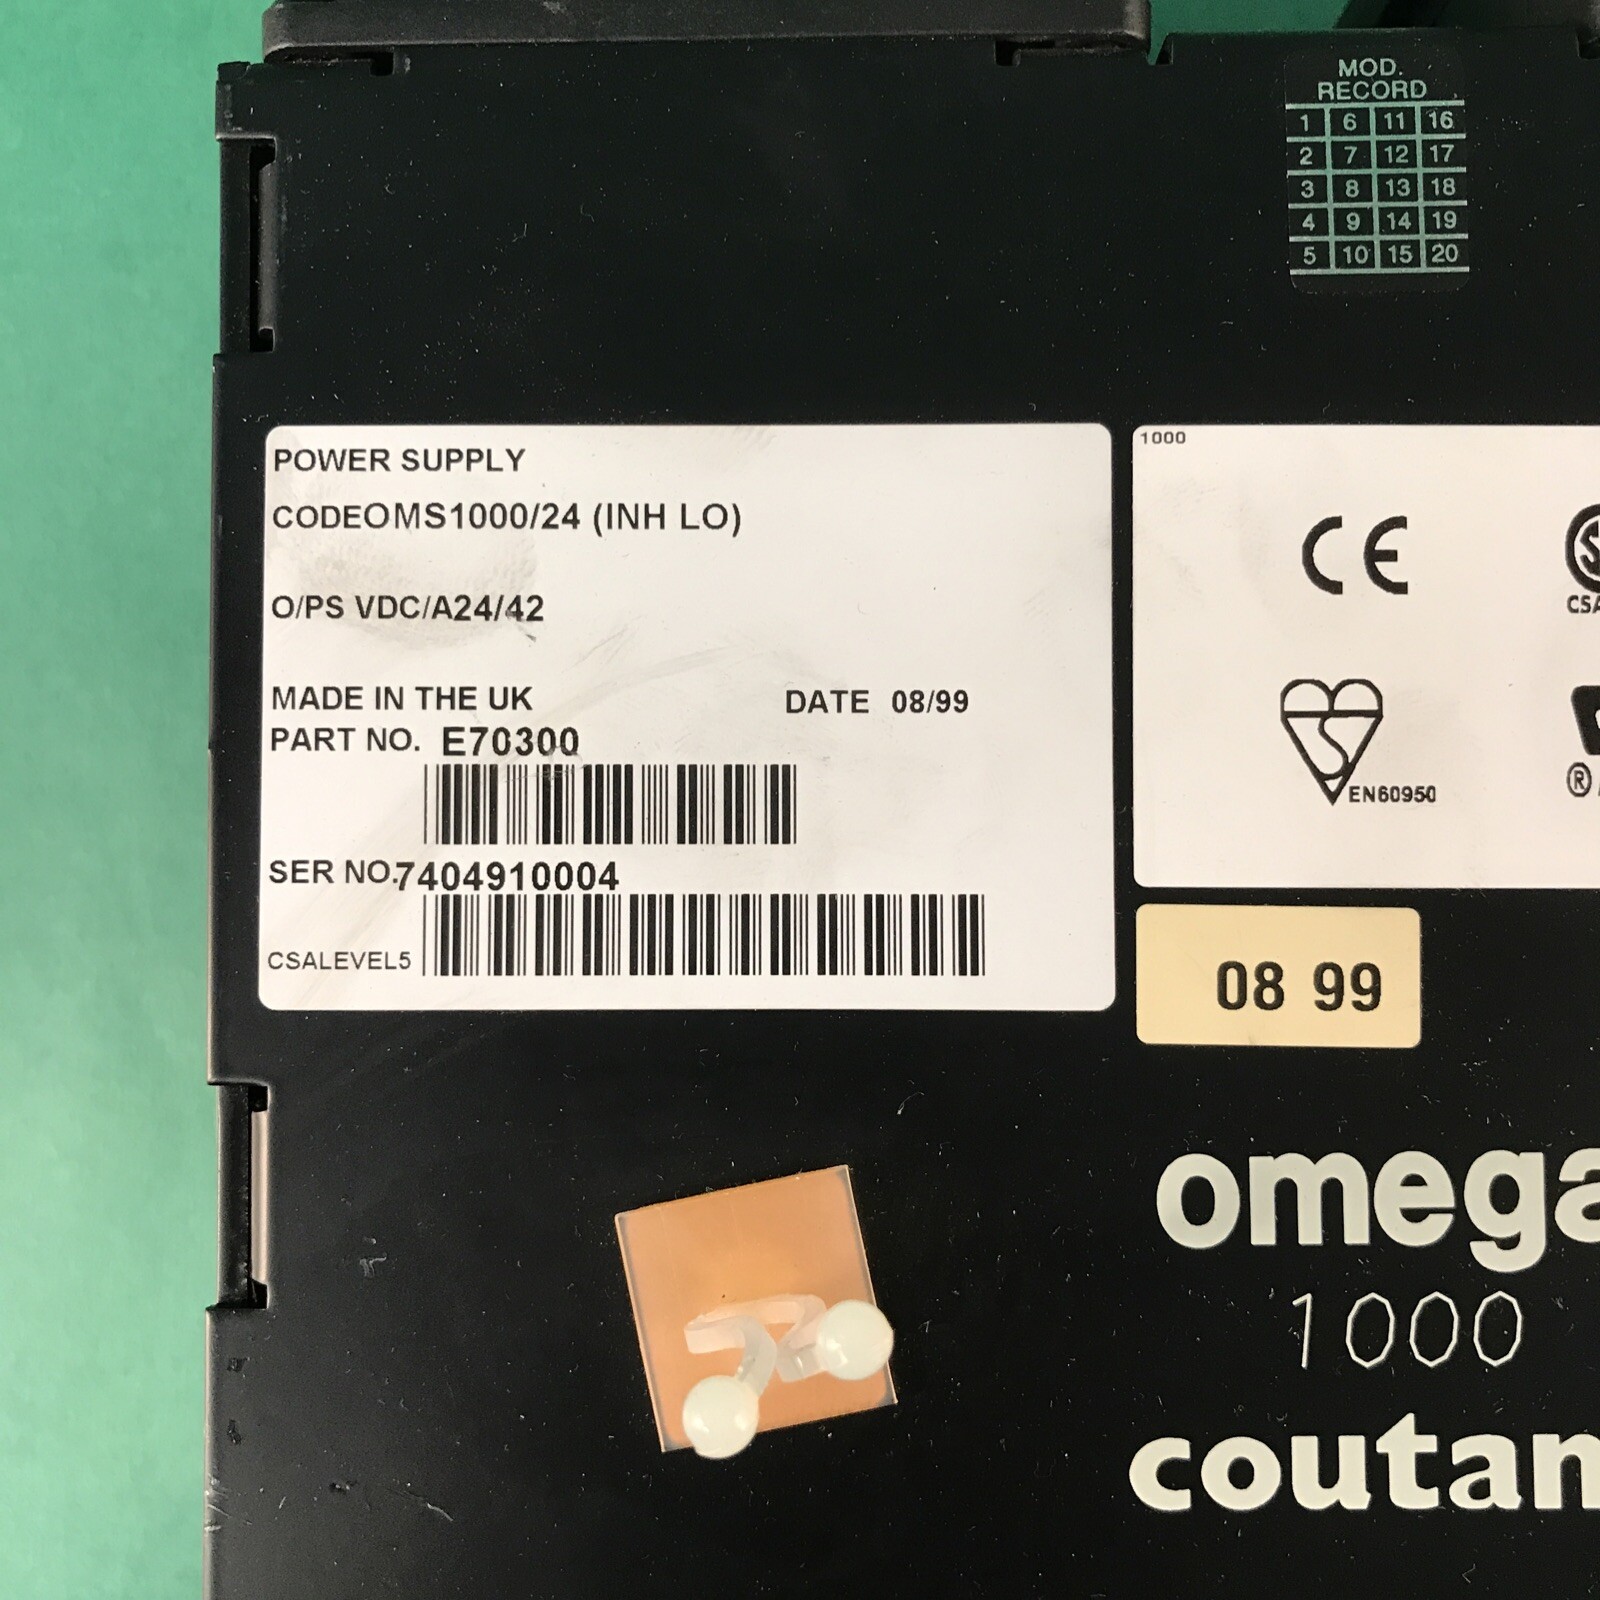 MOD.
RECORD
1 6 11 16
2 7 12 17
3 8 13 18
4 9 14 19
5 10 15 20
POWER SUPPLY
CODEOMS1000/24 (INH LO)
O/PS VDC/A24/42
MADE IN THE UK DATE 08/99
PART NO. E70300
SER NO.7404910004
CSALEVEL5
1000
CE
CSA
EN60950
®
08 99
omega
1000
coutan